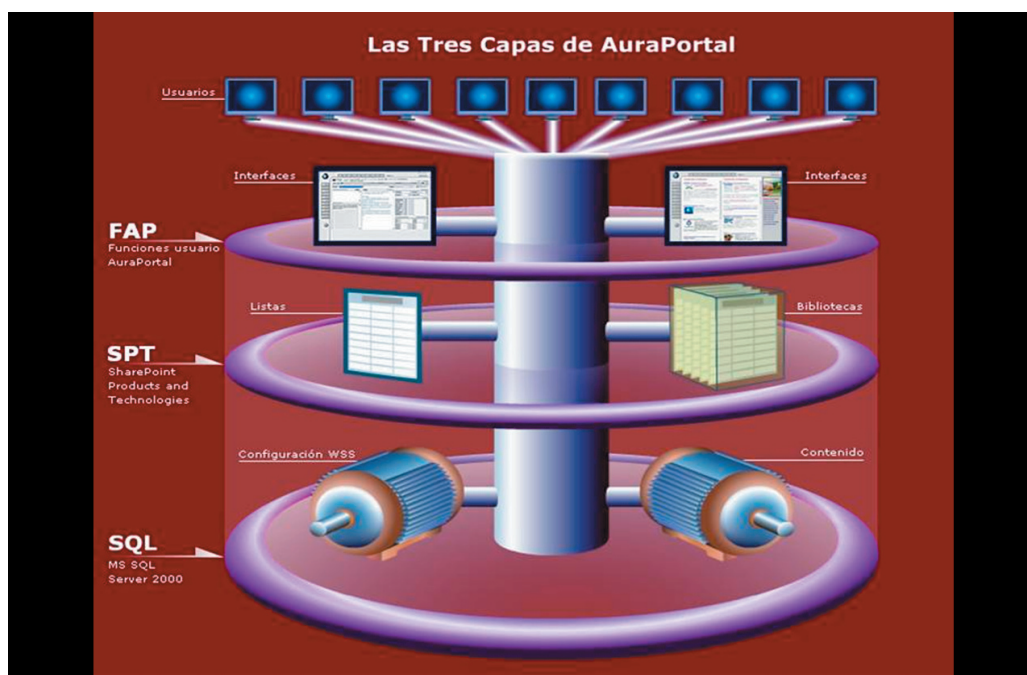 Las Tres Capas de AuraPortal
Usuarios
Interfaces
Interfaces
FAP
Funciones usuario
AuraPortal
Listas
Bibliotecas
SPT
SharePoint
Products and
Technologies
Configuración WSS
Contenido
SQL
MS SQL
Server 2000